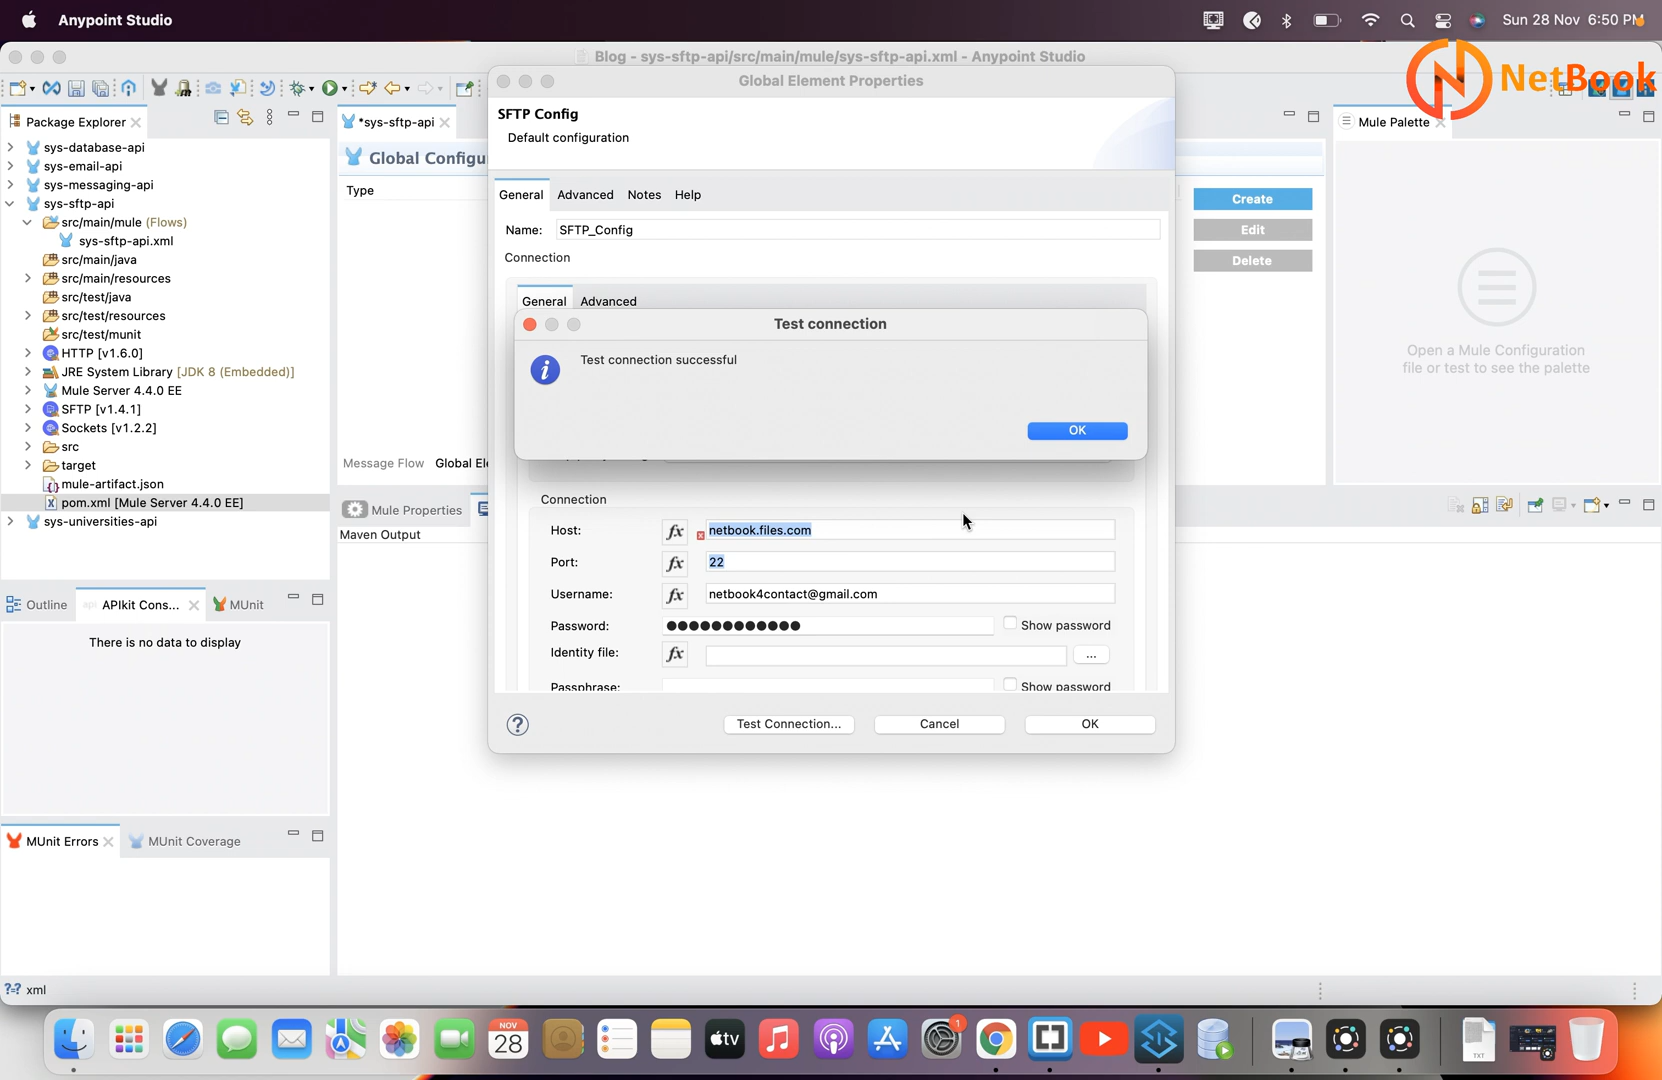 Anypoint Studio
Sun 28 Nov 6:50 PM
Blog - sys-sftp-api/src/main/mule/sys-sftp-api.xml - Anypoint Studio
NetBook
Global Element Properties
Package Explorer
*sys-sftp-api
SFTP Config
Default configuration
Mule Palette
sys-database-api
sys-email-api
sys-messaging-api
sys-sftp-api
src/main/mule (Flows)
sys-sftp-api.xml
src/main/java
src/main/resources
src/test/java
src/test/resources
src/test/munit
HTTP [v1.6.0]
JRE System Library [JDK 8 (Embedded)]
Mule Server 4.4.0 EE
SFTP [v1.4.1]
Sockets [v1.2.2]
src
target
mule-artifact.json
pom.xml [Mule Server 4.4.0 EE]
sys-universities-api
Global Configu
Type
Create
Edit
Delete
General Advanced Notes Help
Name: SFTP_Config
Connection
General Advanced
Test connection
i
Test connection successful
OK
Open a Mule Configuration
file or test to see the palette
Message Flow Global Ele
Mule Properties
Maven Output
Connection
Host: fx netbook.files.com
Port: fx 22
Username: fx netbook4contact@gmail.com
Password: ●●●●●●●●●●●● Show password
Identity file: fx ...
Passphrase: Show password
? Test Connection... Cancel OK
Outline
api APIkit Cons...
MUnit
There is no data to display
MUnit Errors
MUnit Coverage
xml
NOV
28
tv
1
TXT